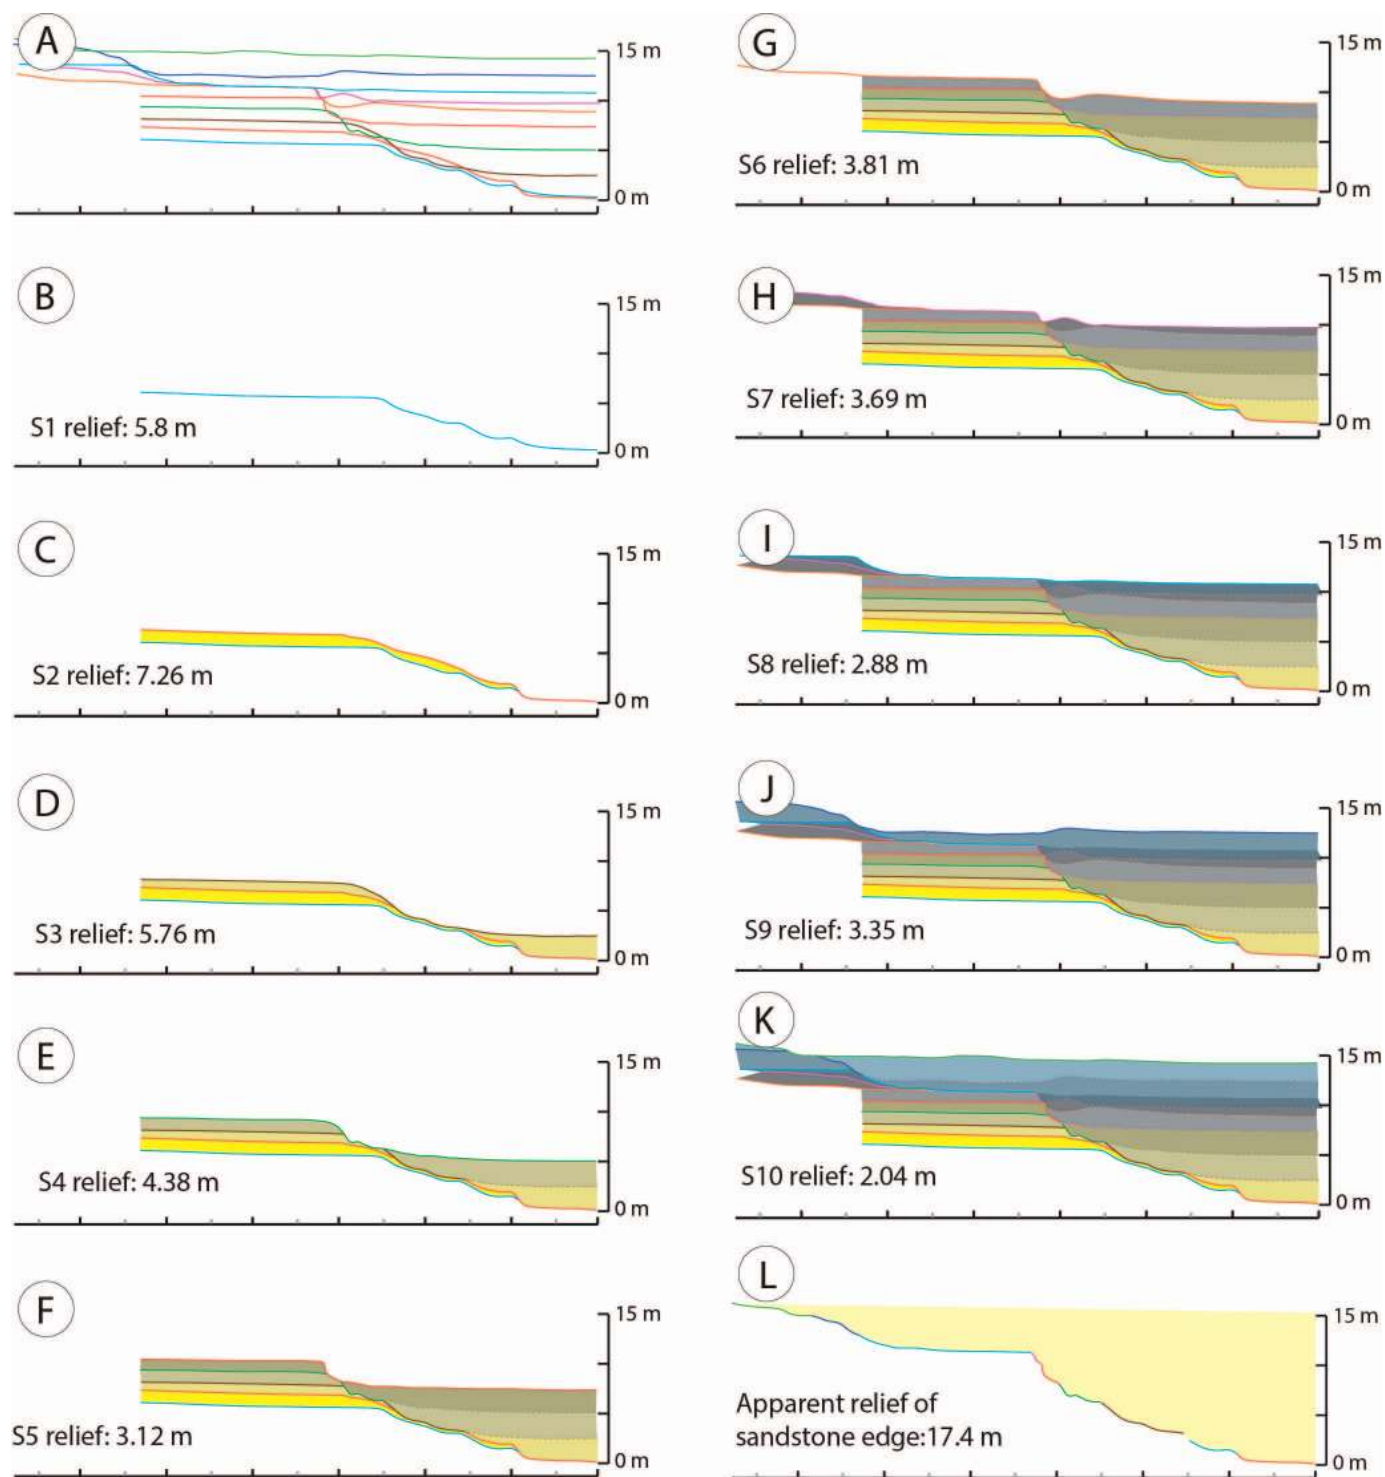 A
15 m
0 m
B
15 m
S1 relief: 5.8 m
0 m
C
15 m
S2 relief: 7.26 m
0 m
D
15 m
S3 relief: 5.76 m
0 m
E
15 m
S4 relief: 4.38 m
0 m
F
15 m
S5 relief: 3.12 m
0 m
G
15 m
S6 relief: 3.81 m
0 m
H
15 m
S7 relief: 3.69 m
0 m
I
15 m
S8 relief: 2.88 m
0 m
J
15 m
S9 relief: 3.35 m
0 m
K
15 m
S10 relief: 2.04 m
0 m
L
15 m
Apparent relief of
sandstone edge:17.4 m
0 m